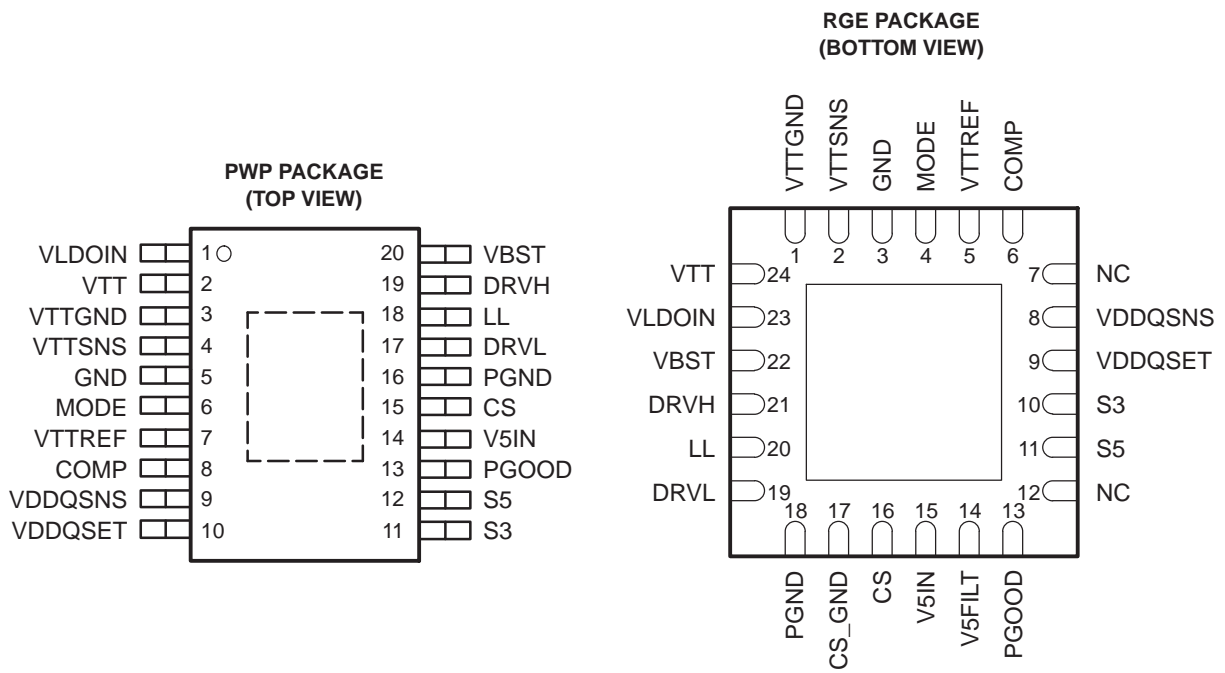 PWP PACKAGE
(TOP VIEW)
VLDOIN 1 20 VBST
VTT 2 19 DRVH
VTTGND 3 18 LL
VTTSNS 4 17 DRVL
GND 5 16 PGND
MODE 6 15 CS
VTTREF 7 14 V5IN
COMP 8 13 PGOOD
VDDQSNS 9 12 S5
VDDQSET 10 11 S3
RGE PACKAGE
(BOTTOM VIEW)
VTTGND VTTSNS GND MODE VTTREF COMP
1 2 3 4 5 6
VTT 24 7 NC
VLDOIN 23 8 VDDQSNS
VBST 22 9 VDDQSET
DRVH 21 10 S3
LL 20 11 S5
DRVL 19 12 NC
18 17 16 15 14 13
PGND CS_GND CS V5IN V5FILT PGOOD